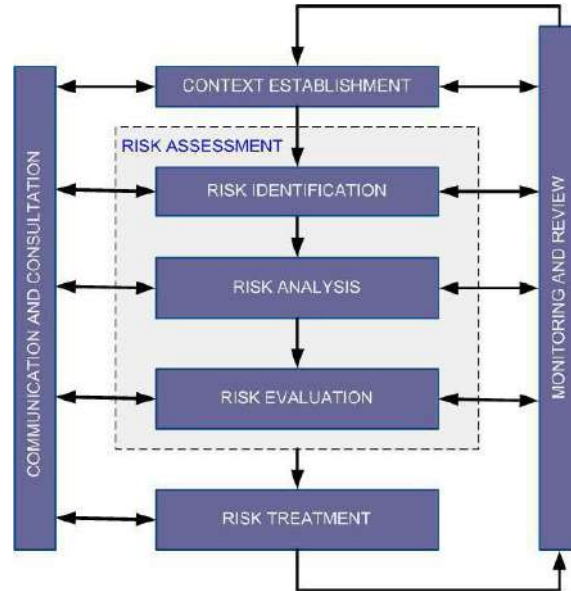 CONTEXT ESTABLISHMENT
RISK ASSESSMENT
RISK IDENTIFICATION
RISK ANALYSIS
RISK EVALUATION
RISK TREATMENT
COMMUNICATION AND CONSULTATION
MONITORING AND REVIEW